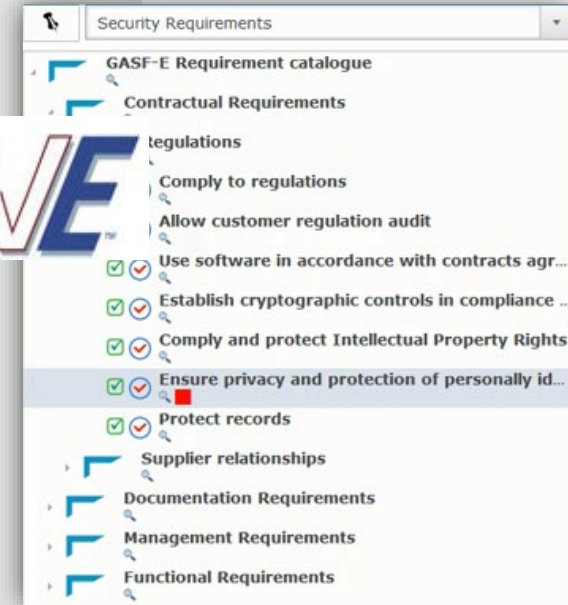 Security Requirements
GASF-E Requirement catalogue
Contractual Requirements
Regulations
Comply to regulations
Allow customer regulation audit
Use software in accordance with contracts agr...
Establish cryptographic controls in compliance ...
Comply and protect Intellectual Property Rights
Ensure privacy and protection of personally id...
Protect records
Supplier relationships
Documentation Requirements
Management Requirements
Functional Requirements